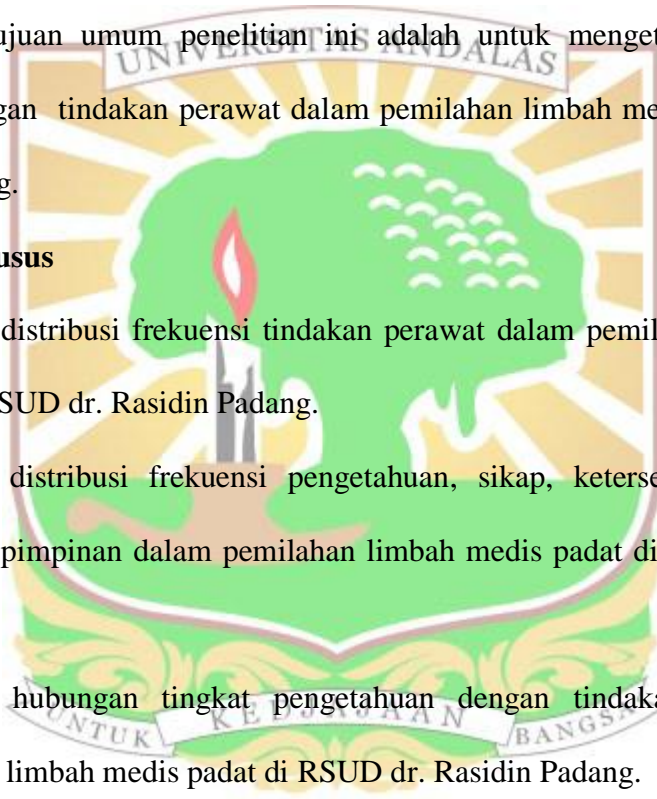 ujuan umum penelitian ini adalah untuk menget
UNIVERSITAS ANDALAS
gan tindakan perawat dalam pemilahan limbah me
g.
usus
distribusi frekuensi tindakan perawat dalam pemil
SUD dr. Rasidin Padang.
distribusi frekuensi pengetahuan, sikap, keterse
pimpinan dalam pemilahan limbah medis padat di
hubungan tingkat pengetahuan dengan tindaka
UNTUK KEDJAJAAN BANGSA
limbah medis padat di RSUD dr. Rasidin Padang.